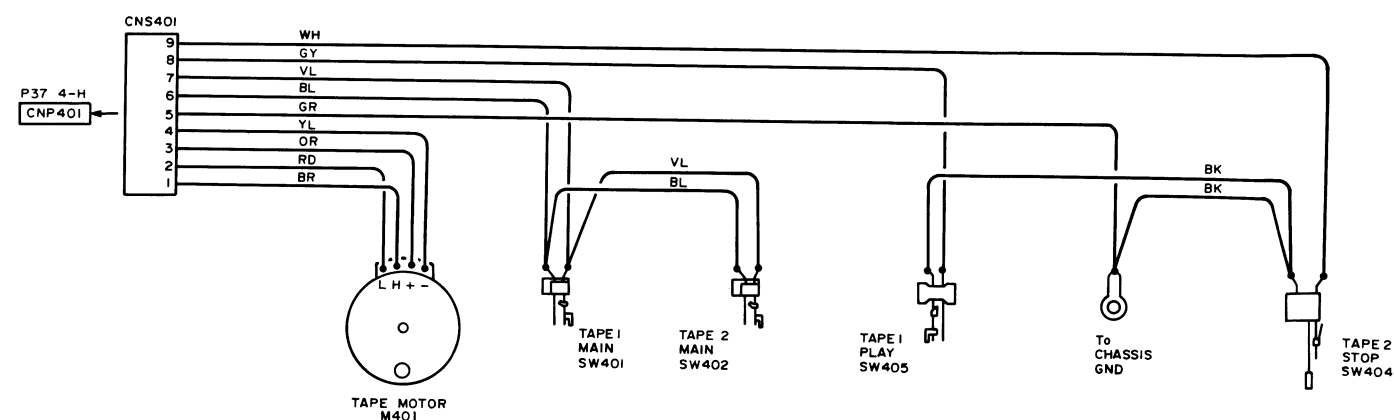 CNS401
P37 4-H
CNP401
9 WH
8 GY
7 VL
6 BL
5 GR
4 YL
3 OR
2 RD
1 BR
VL
BL
BK
BK
L H + -
TAPE MOTOR
M401
TAPE 1
MAIN
SW401
TAPE 2
MAIN
SW402
TAPE 1
PLAY
SW405
To
CHASSIS
GND
TAPE 2
STOP
SW404